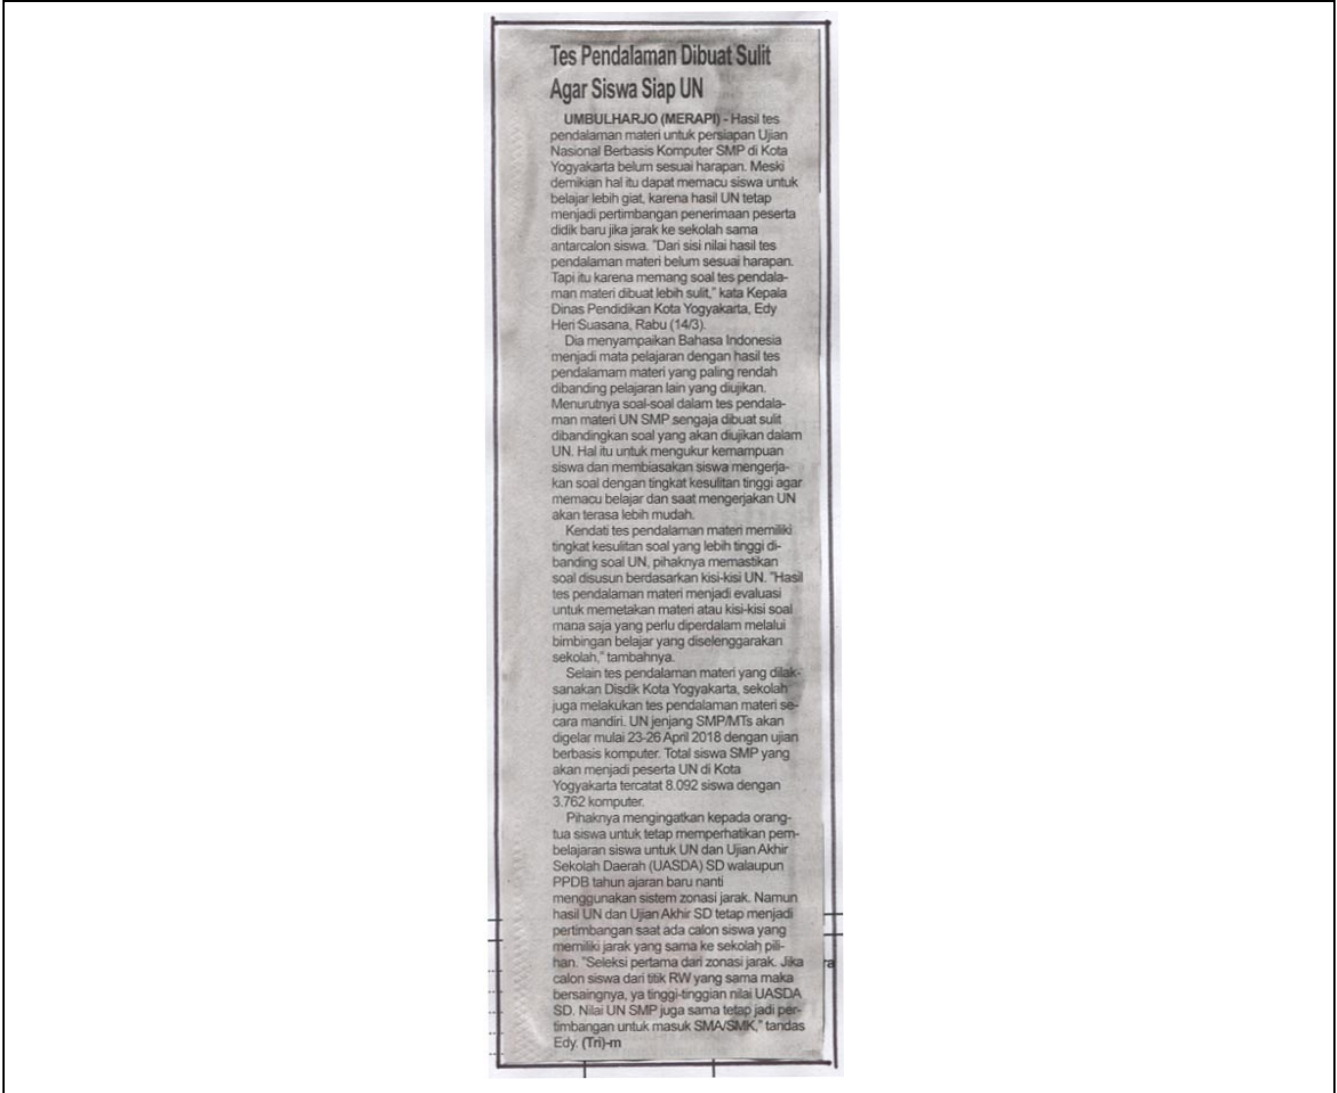 Tes Pendalaman Dibuat Sulit
Agar Siswa Siap UN
UMBULHARJO (MERAPI) - Hasil tes
pendalaman materi untuk persiapan Ujian
Nasional Berbasis Komputer SMP di Kota
Yogyakarta belum sesuai harapan. Meski
demikian hal itu dapat memacu siswa untuk
belajar lebih giat, karena hasil UN tetap
menjadi pertimbangan penerimaan peserta
didik baru jika jarak ke sekolah sama
antarcalon siswa. "Dari sisi nilai hasil tes
pendalaman materi belum sesuai harapan.
Tapi itu karena memang soal tes pendala-
man materi dibuat lebih sulit," kata Kepala
Dinas Pendidikan Kota Yogyakarta, Edy
Heri Suasana, Rabu (14/3).
Dia menyampaikan Bahasa Indonesia
menjadi mata pelajaran dengan hasil tes
pendalamam materi yang paling rendah
dibanding pelajaran lain yang diujikan.
Menurutnya soal-soal dalam tes pendala-
man materi UN SMP sengaja dibuat sulit
dibandingkan soal yang akan diujikan dalam
UN. Hal itu untuk mengukur kemampuan
siswa dan membiasakan siswa mengerja-
kan soal dengan tingkat kesulitan tinggi agar
memacu belajar dan saat mengerjakan UN
akan terasa lebih mudah.
Kendati tes pendalaman materi memiliki
tingkat kesulitan soal yang lebih tinggi di-
banding soal UN, pihaknya memastikan
soal disusun berdasarkan kisi-kisi UN. "Hasil
tes pendalaman materi menjadi evaluasi
untuk memetakan materi atau kisi-kisi soal
mana saja yang perlu diperdalam melalui
bimbingan belajar yang diselenggarakan
sekolah," tambahnya.
Selain tes pendalaman materi yang dilak-
sanakan Disdik Kota Yogyakarta, sekolah
juga melakukan tes pendalaman materi se-
cara mandiri. UN jenjang SMP/MTs akan
digelar mulai 23-26 April 2018 dengan ujian
berbasis komputer. Total siswa SMP yang
akan menjadi peserta UN di Kota
Yogyakarta tercatat 8.092 siswa dengan
3.762 komputer.
Pihaknya mengingatkan kepada orang-
tua siswa untuk tetap memperhatikan pem-
belajaran siswa untuk UN dan Ujian Akhir
Sekolah Daerah (UASDA) SD walaupun
PPDB tahun ajaran baru nanti
menggunakan sistem zonasi jarak. Namun
hasil UN dan Ujian Akhir SD tetap menjadi
pertimbangan saat ada calon siswa yang
memiliki jarak yang sama ke sekolah pili-
han. "Seleksi pertama dari zonasi jarak. Jika
calon siswa dari titik RW yang sama maka
bersaingnya, ya tinggi-tinggian nilai UASDA
SD. Nilai UN SMP juga sama tetap jadi per-
timbangan untuk masuk SMA/SMK," tandas
Edy. (Tri)-m